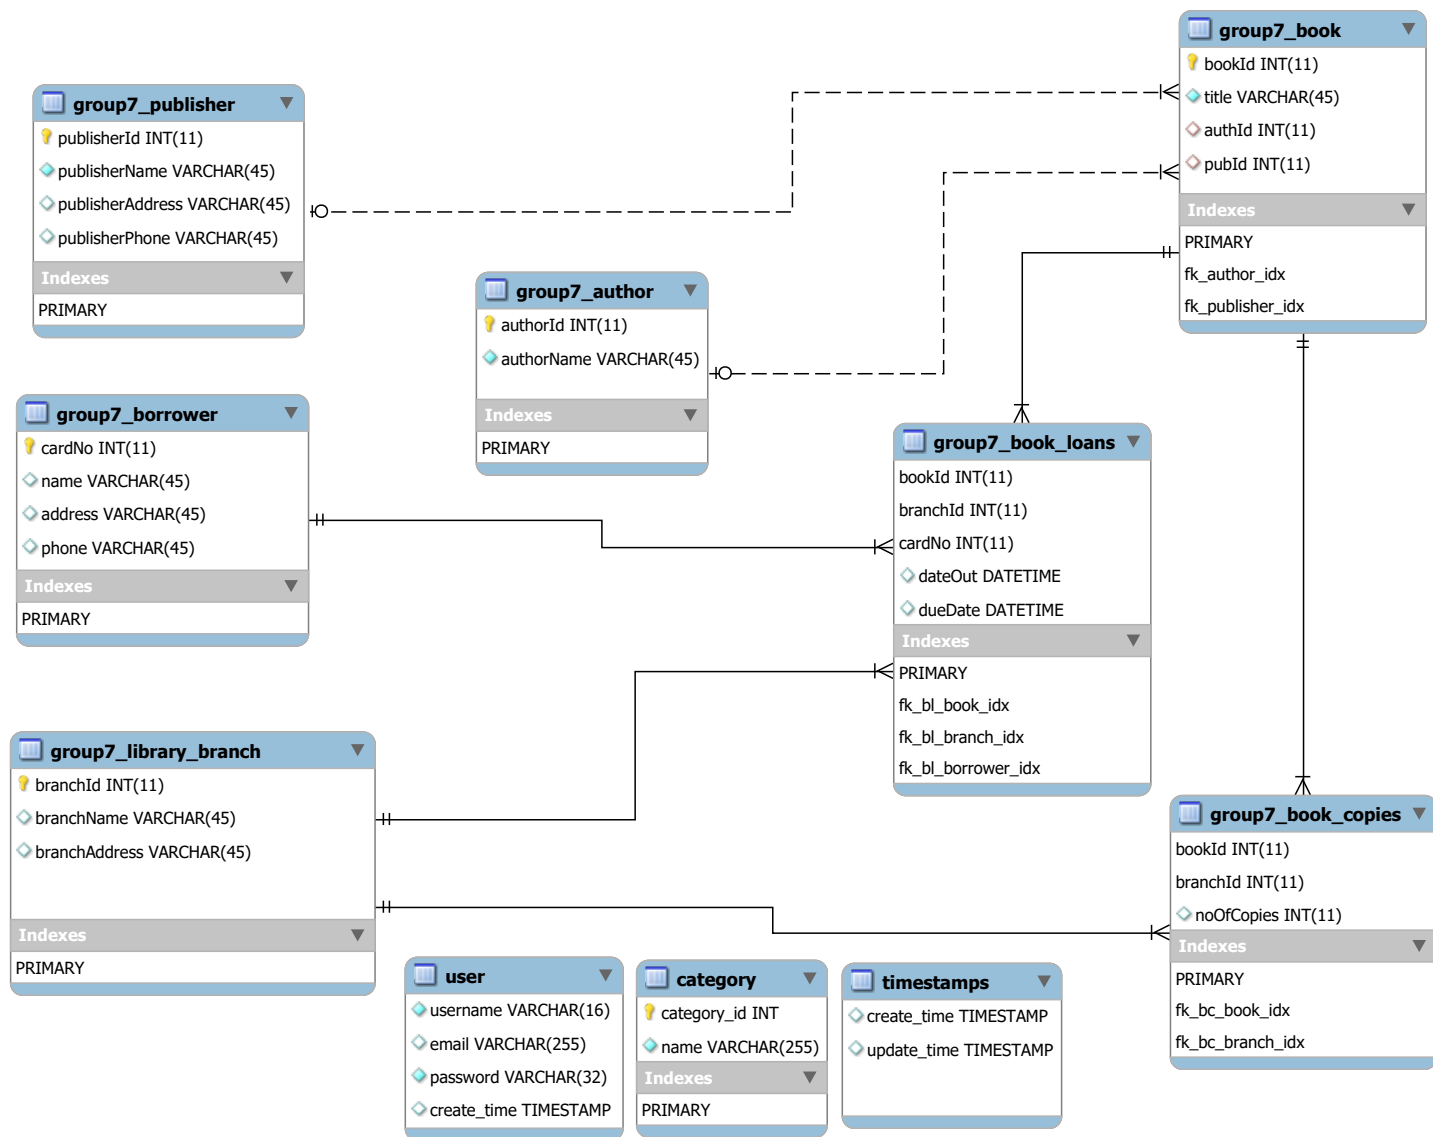 group7_book
bookId INT(11)
title VARCHAR(45)
authId INT(11)
pubId INT(11)
Indexes
PRIMARY
fk_author_idx
fk_publisher_idx
group7_publisher
publisherId INT(11)
publisherName VARCHAR(45)
publisherAddress VARCHAR(45)
publisherPhone VARCHAR(45)
Indexes
PRIMARY
group7_author
authorId INT(11)
authorName VARCHAR(45)
Indexes
PRIMARY
group7_borrower
cardNo INT(11)
name VARCHAR(45)
address VARCHAR(45)
phone VARCHAR(45)
Indexes
PRIMARY
group7_book_loans
bookId INT(11)
branchId INT(11)
cardNo INT(11)
dateOut DATETIME
dueDate DATETIME
Indexes
PRIMARY
fk_bl_book_idx
fk_bl_branch_idx
fk_bl_borrower_idx
group7_library_branch
branchId INT(11)
branchName VARCHAR(45)
branchAddress VARCHAR(45)
Indexes
PRIMARY
group7_book_copies
bookId INT(11)
branchId INT(11)
noOfCopies INT(11)
Indexes
PRIMARY
fk_bc_book_idx
fk_bc_branch_idx
user
username VARCHAR(16)
email VARCHAR(255)
password VARCHAR(32)
create_time TIMESTAMP
category
category_id INT
name VARCHAR(255)
Indexes
PRIMARY
timestamps
create_time TIMESTAMP
update_time TIMESTAMP